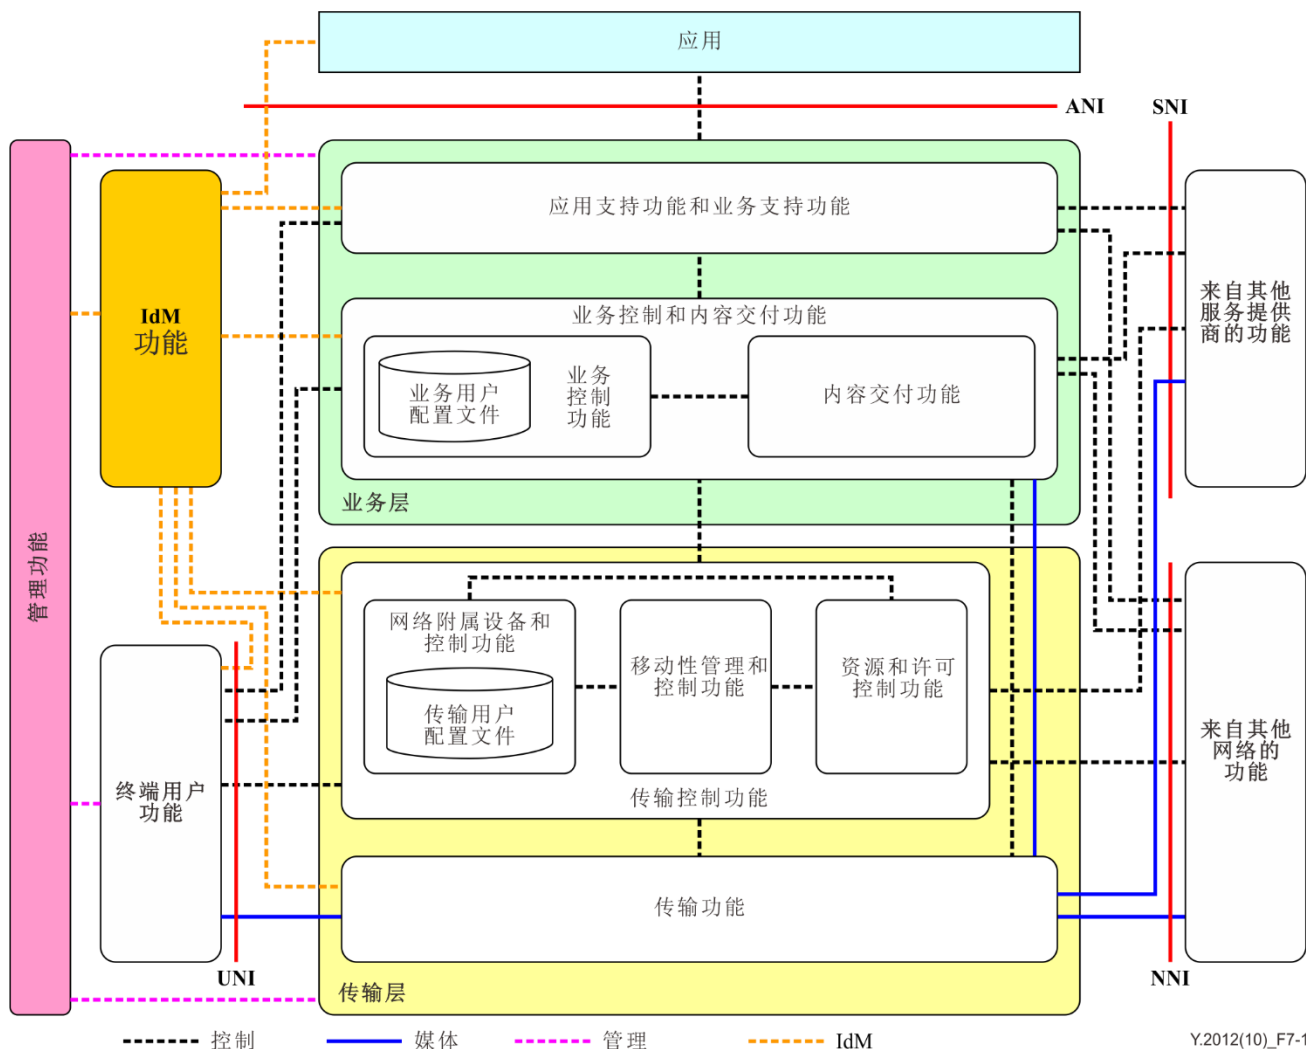 应用
ANI
SNI
应用支持功能和业务支持功能
IdM
功能
业务控制和内容交付功能
业务用户
配置文件
业务
控制
功能
内容交付功能
来自其他
服务提供
商的功能
业务层
管理功能
网络附属设备和
控制功能
传输用户
配置文件
移动性管理和
控制功能
资源和许可
控制功能
传输控制功能
终端用户
功能
来自其他
网络的
功能
传输功能
UNI
传输层
NNI
控制
媒体
管理
IdM
Y.2012(10)_F7-1